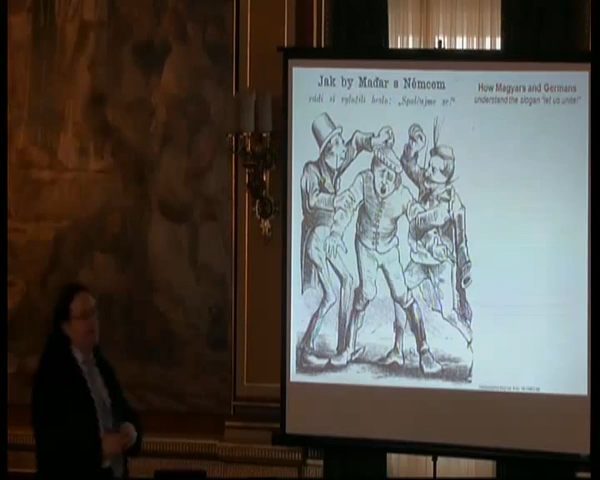 Jak by Maďar s Němcem
rádi si vyložili heslo: „Spolčujme se!"
How Magyars and Germans
understand the slogan "let us unite!"